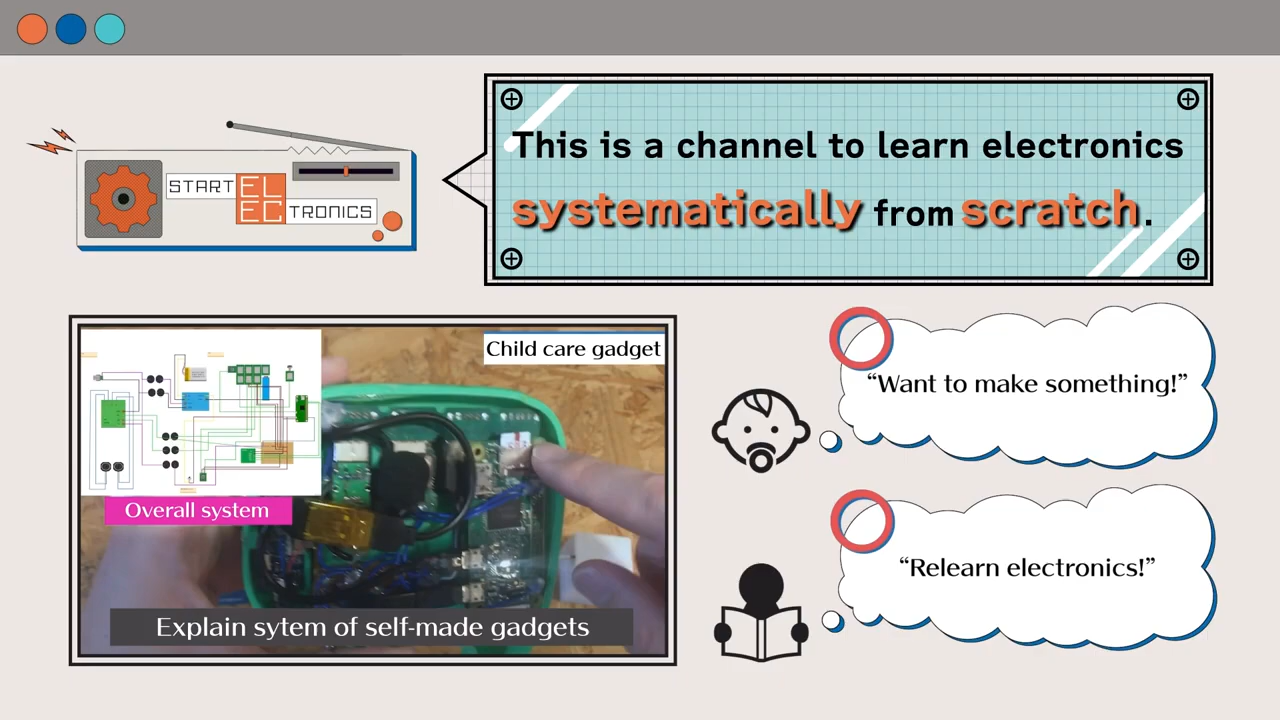 This is a channel to learn electronics
systematically from scratch.
START EL
EC TRONICS
Child care gadget
Overall system
Explain sytem of self-made gadgets
“Want to make something!”
“Relearn electronics!”